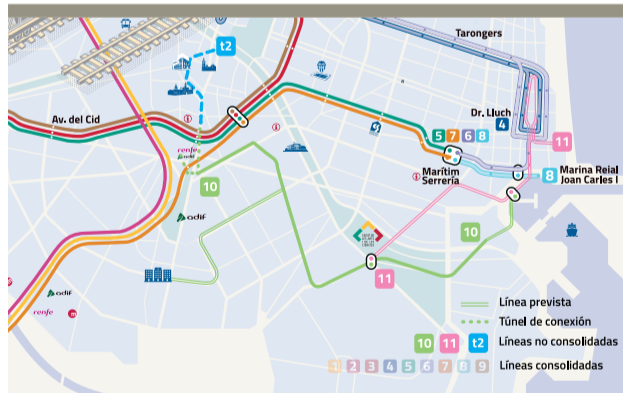 Tarongers
t2
Av. del Cid
Dr. Lluch
4
5 7 6 8
11
renfe
adif
10
Marítim
Serrería
8
Marina Reial
Joan Carles I
adif
10
11
adif
renfe
Línea prevista
Túnel de conexión
10 11 t2 Líneas no consolidadas
1 2 3 4 5 6 7 8 9 Líneas consolidadas